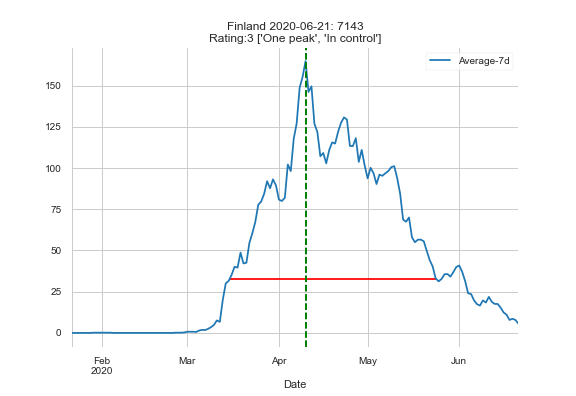 Finland 2020-06-21: 7143
Rating:3 ['One peak', 'In control']
Average-7d
150
125
100
75
50
25
0
Feb
2020
Mar
Apr
May
Jun
Date